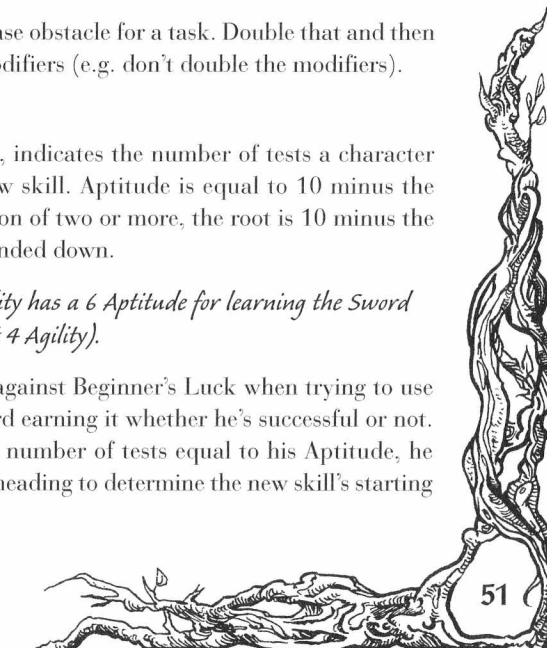 ase obstacle for a task. Double that and then
odifiers (e.g. don't double the modifiers).
, indicates the number of tests a character
w skill. Aptitude is equal to 10 minus the
on of two or more, the root is 10 minus the
nded down.
ity has a 6 Aptitude for learning the Sword
4 Agility).
against Beginner's Luck when trying to use
rd earning it whether he's successful or not.
number of tests equal to his Aptitude, he
heading to determine the new skill's starting
51